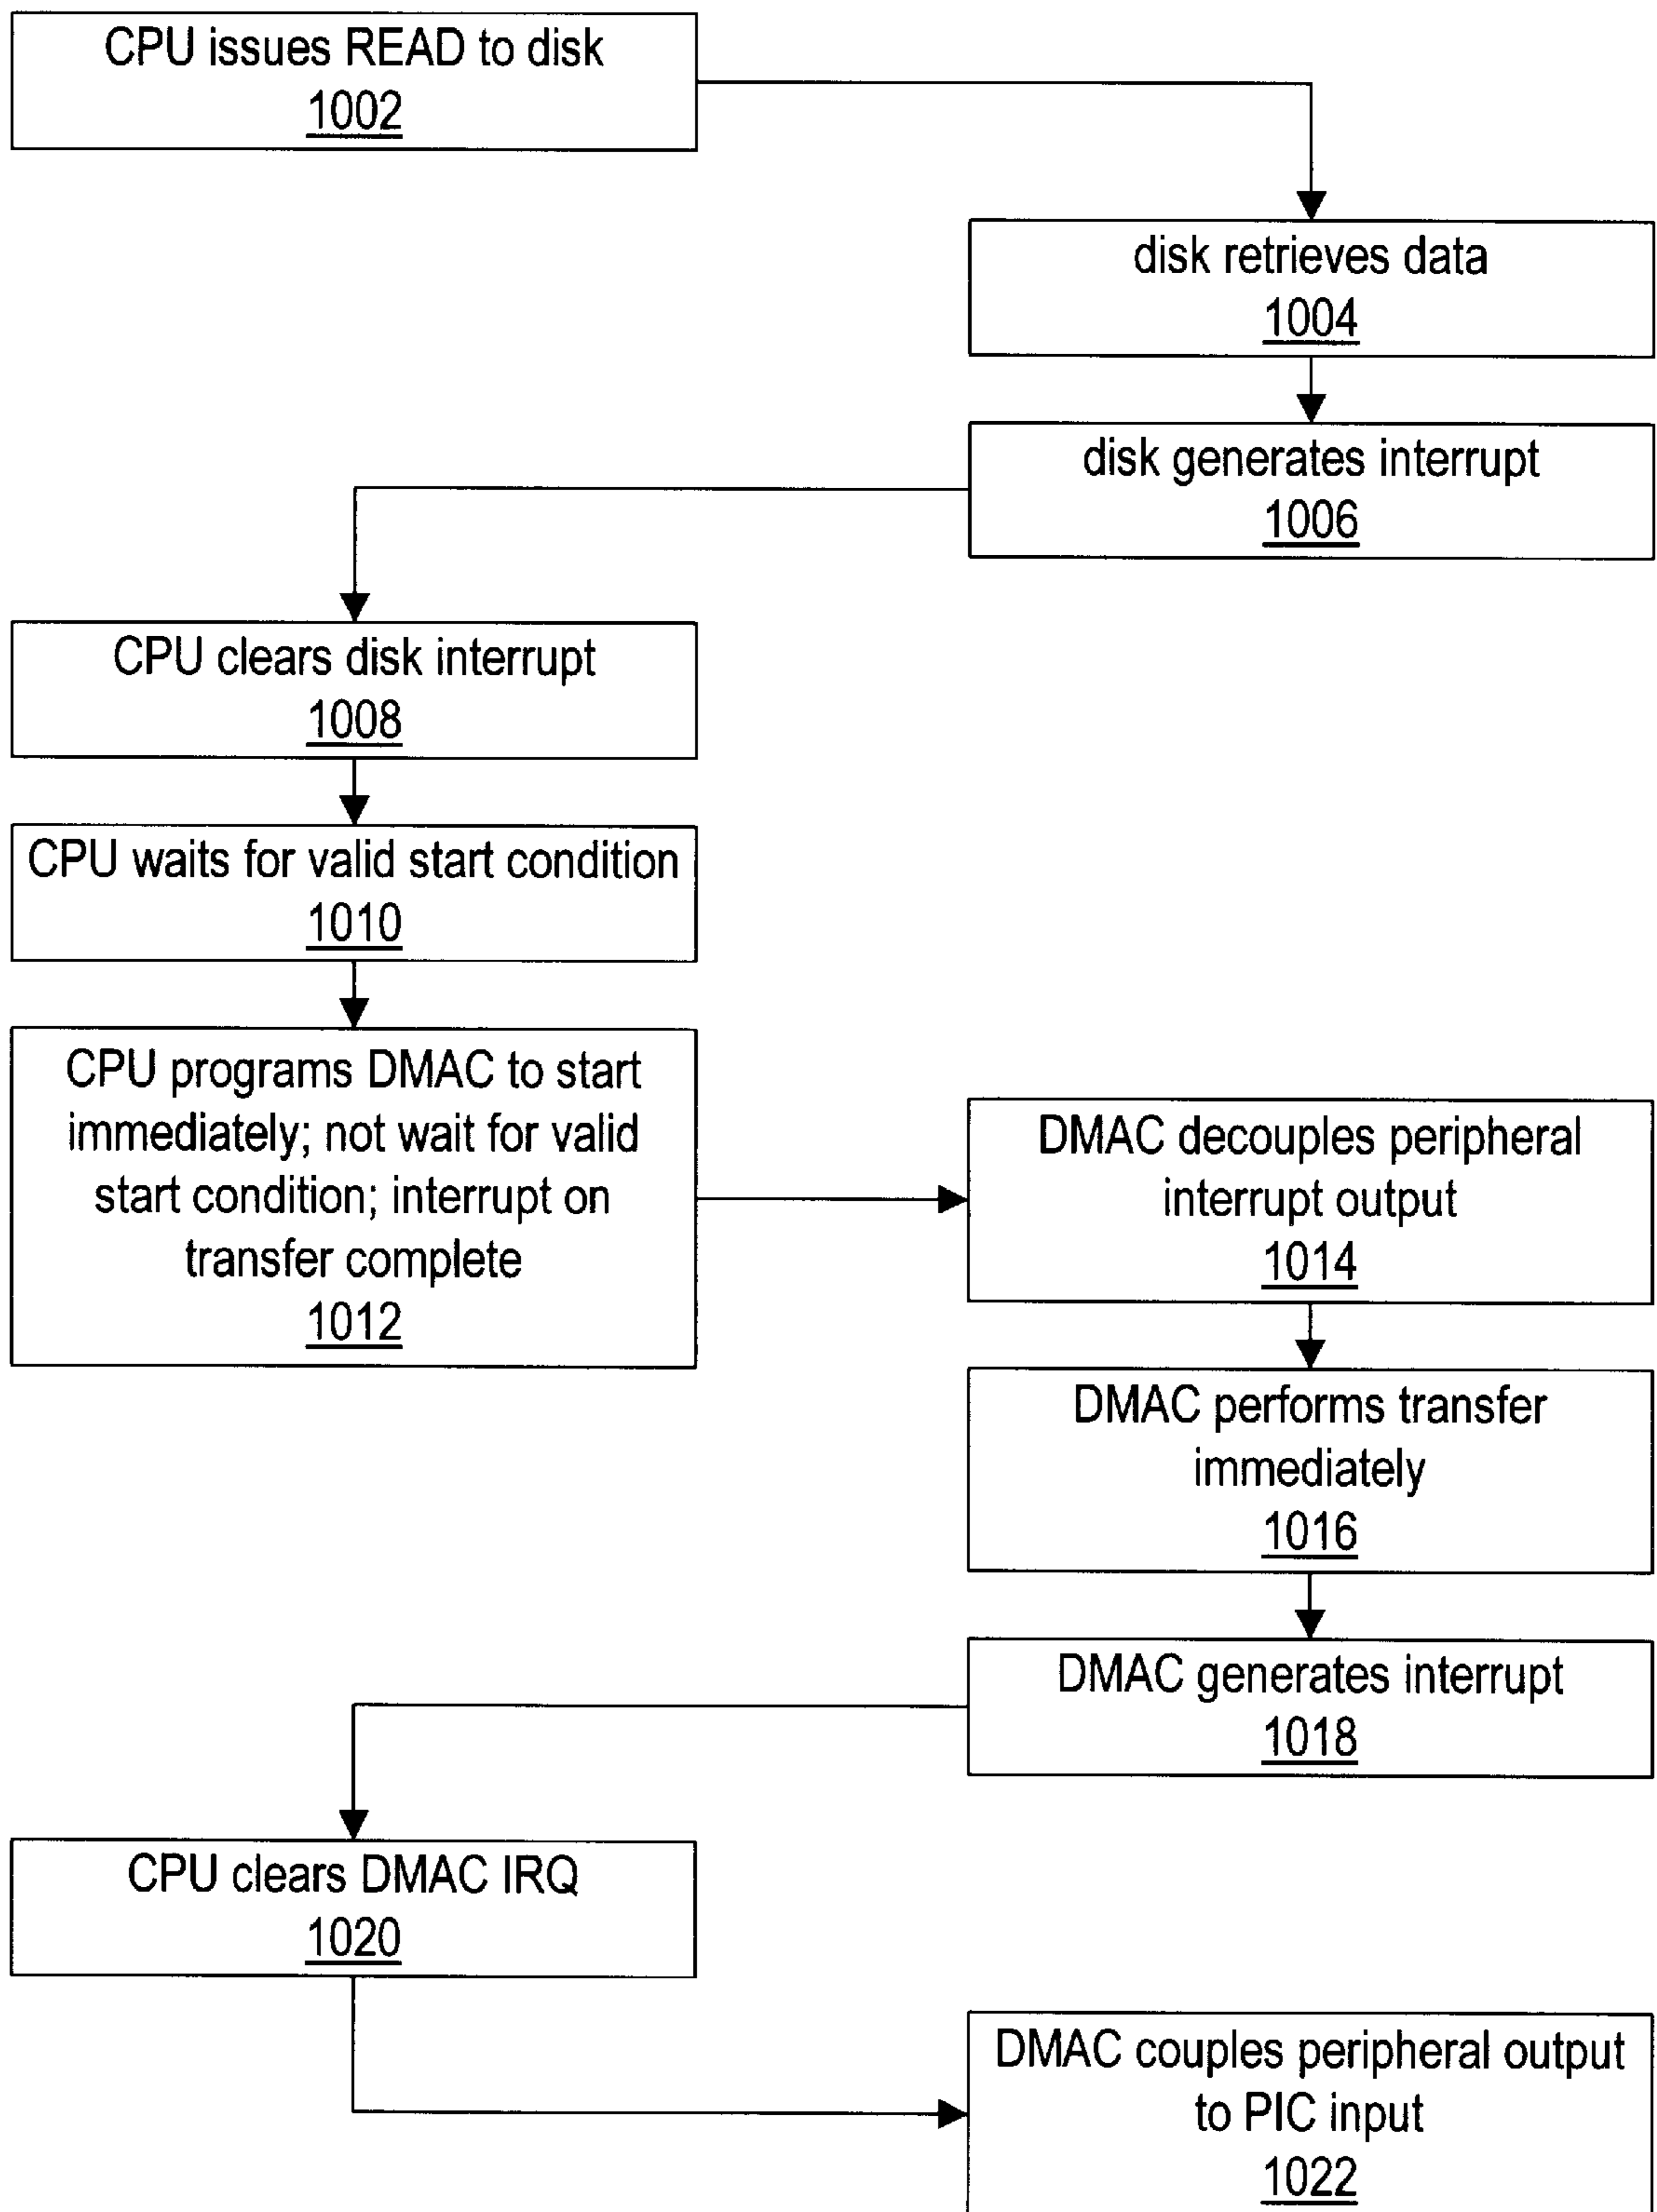 CPU issues READ to disk
1002
disk retrieves data
1004
disk generates interrupt
1006
CPU clears disk interrupt
1008
CPU waits for valid start condition
1010
CPU programs DMAC to start
immediately; not wait for valid
start condition; interrupt on
transfer complete
1012
DMAC decouples peripheral
interrupt output
1014
DMAC performs transfer
immediately
1016
DMAC generates interrupt
1018
CPU clears DMAC IRQ
1020
DMAC couples peripheral output
to PIC input
1022